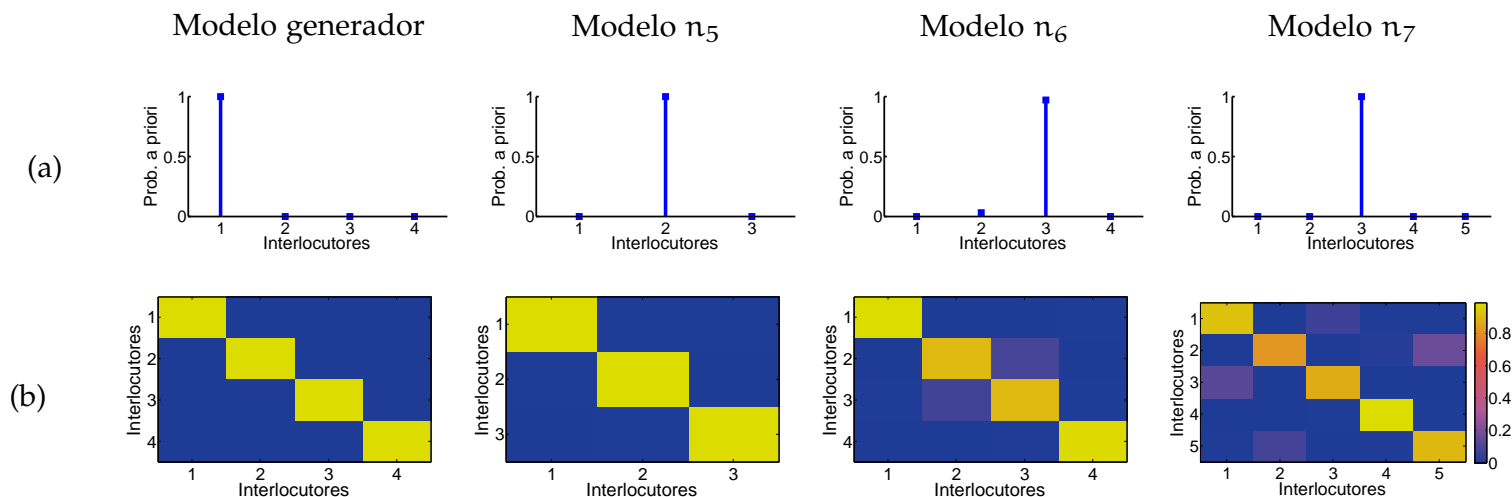 Modelo generador
Modelo n5
Modelo n6
Modelo n7
(a)
Prob. a priori
1
0.5
0
1 2 3 4
Interlocutores
Prob. a priori
1
0.5
0
1 2 3
Interlocutores
Prob. a priori
1
0.5
0
1 2 3 4
Interlocutores
Prob. a priori
1
0.5
0
1 2 3 4 5
Interlocutores
(b)
Interlocutores
1
2
3
4
1 2 3 4
Interlocutores
Interlocutores
1
2
3
1 2 3
Interlocutores
Interlocutores
1
2
3
4
1 2 3 4
Interlocutores
Interlocutores
1
2
3
4
5
1 2 3 4 5
Interlocutores
0.8
0.6
0.4
0.2
0